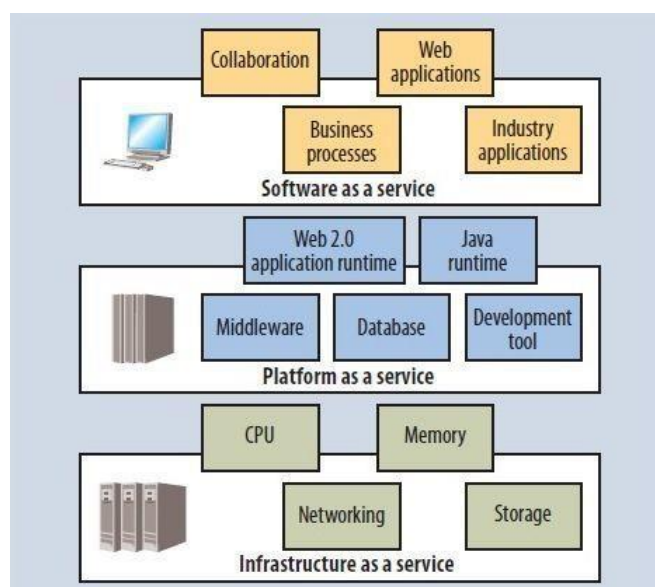 Collaboration
Web
applications
Business
processes
Industry
applications
Software as a service
Web 2.0
application runtime
Java
runtime
Middleware
Database
Development
tool
Platform as a service
CPU
Memory
Networking
Storage
Infrastructure as a service